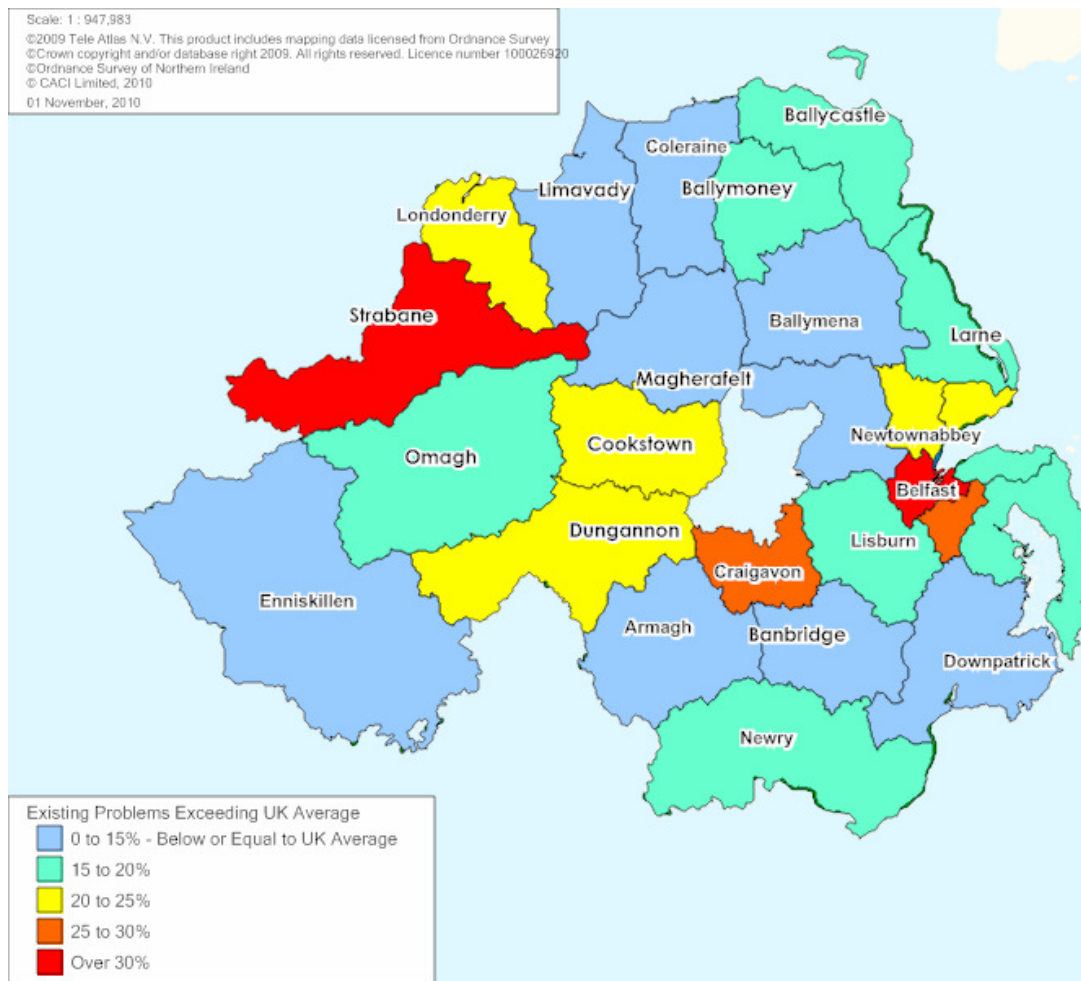 Scale: 1 : 947,983
©2009 Tele Atlas N.V. This product includes mapping data licensed from Ordnance Survey
©Crown copyright and/or database right 2009. All rights reserved. Licence number 100026920
©Ordnance Survey of Northern Ireland
© CACI Limited, 2010
01 November, 2010
Ballycastle
Coleraine
Limavady
Ballymoney
Londonderry
Strabane
Ballymena
Larne
Magherafelt
Newtownabbey
Cookstown
Omagh
Belfast
Dungannon
Lisburn
Craigavon
Enniskillen
Armagh
Banbridge
Downpatrick
Newry
Existing Problems Exceeding UK Average
0 to 15% - Below or Equal to UK Average
15 to 20%
20 to 25%
25 to 30%
Over 30%